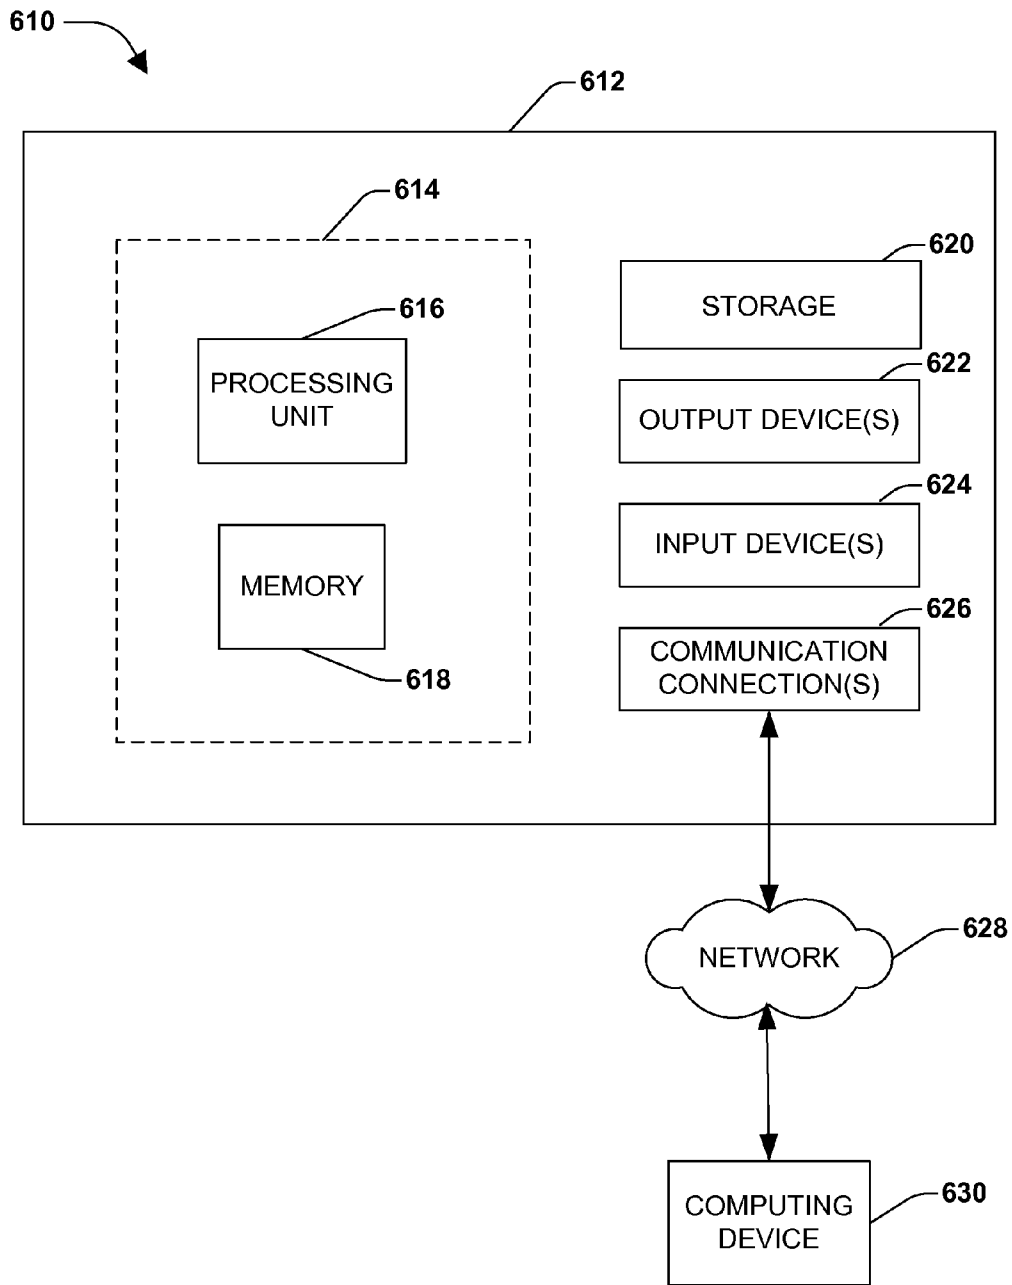 610
612
614
620
STORAGE
616
PROCESSING
UNIT
622
OUTPUT DEVICE(S)
624
INPUT DEVICE(S)
MEMORY
618
626
COMMUNICATION
CONNECTION(S)
NETWORK
628
COMPUTING
DEVICE
630